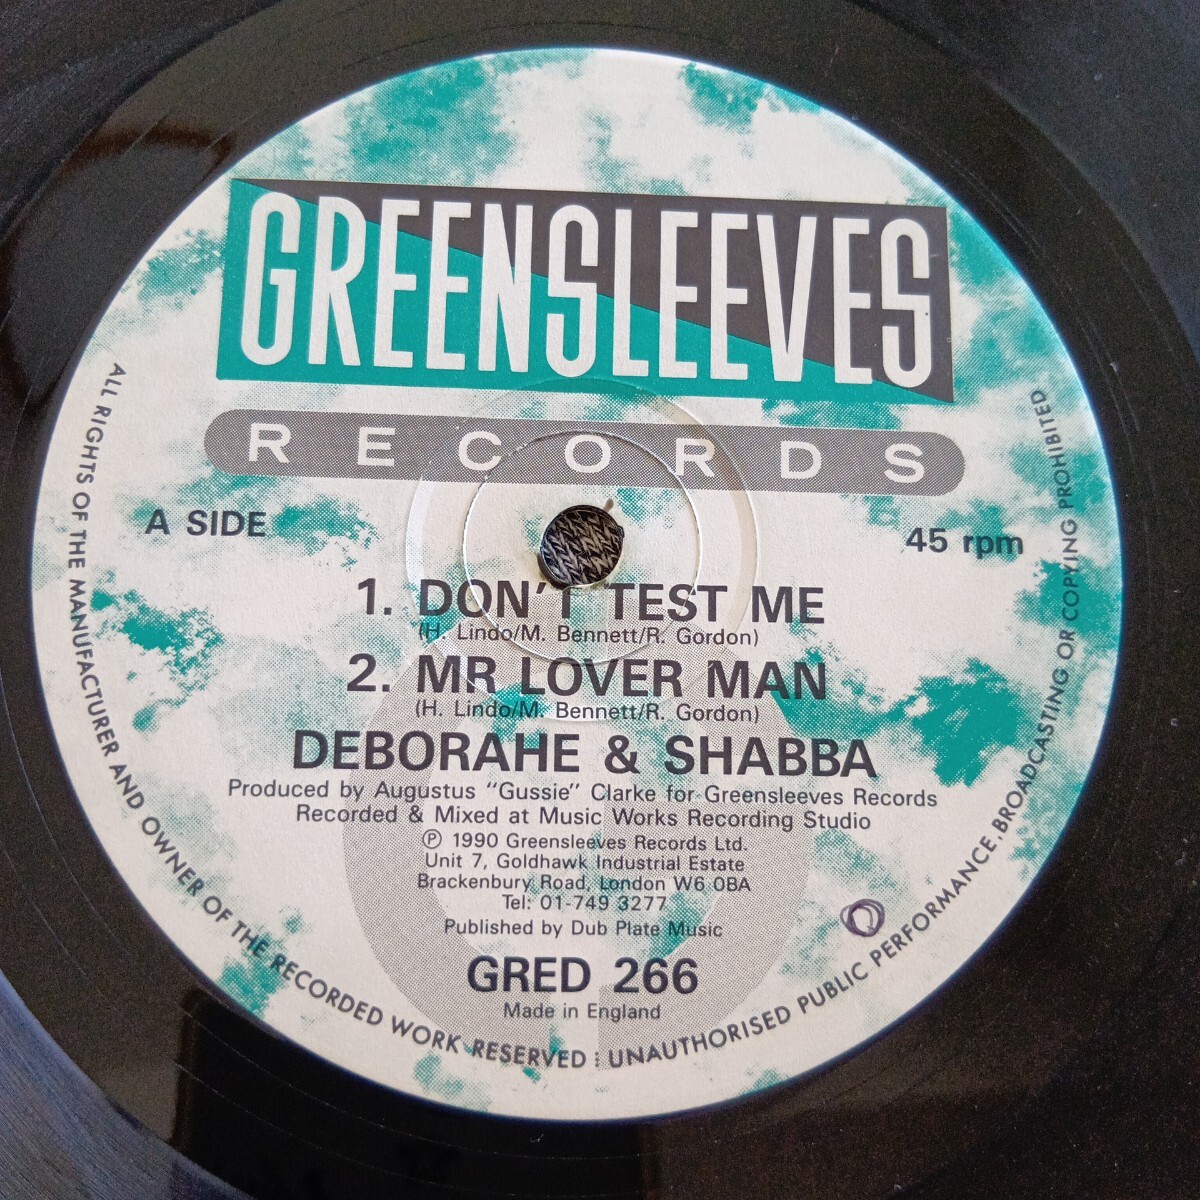 GREENSLEEVES
RECORDS
A SIDE
45 rpm
1. DON'T TEST ME
(H. Lindo/M. Bennett/R. Gordon)
2. MR LOVER MAN
(H. Lindo/M. Bennett/R. Gordon)
DEBORAHE & SHABBA
Produced by Augustus "Gussie" Clarke for Greensleeves Records
Recorded & Mixed at Music Works Recording Studio
℗ 1990 Greensleeves Records Ltd.
Unit 7, Goldhawk Industrial Estate
Brackenbury Road, London W6 0BA
Tel: 01-749 3277
Published by Dub Plate Music
GRED 266
Made in England
ALL RIGHTS OF THE MANUFACTURER AND OWNER OF THE RECORDED WORK RESERVED : UNAUTHORISED PUBLIC PERFORMANCE, BROADCASTING OR COPYING PROHIBITED